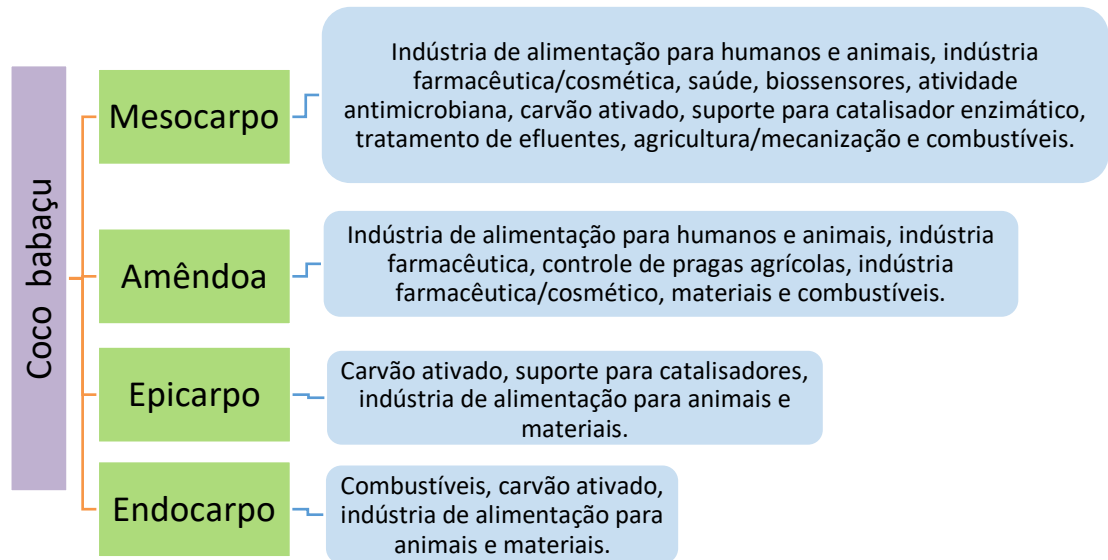 Coco babaçu
Mesocarpo
Indústria de alimentação para humanos e animais, indústria
farmacêutica/cosmética, saúde, biossensores, atividade
antimicrobiana, carvão ativado, suporte para catalisador enzimático,
tratamento de efluentes, agricultura/mecanização e combustíveis.
Amêndoa
Indústria de alimentação para humanos e animais, indústria
farmacêutica, controle de pragas agrícolas, indústria
farmacêutica/cosmético, materiais e combustíveis.
Epicarpo
Carvão ativado, suporte para catalisadores,
indústria de alimentação para animais e
materiais.
Endocarpo
Combustíveis, carvão ativado,
indústria de alimentação para
animais e materiais.